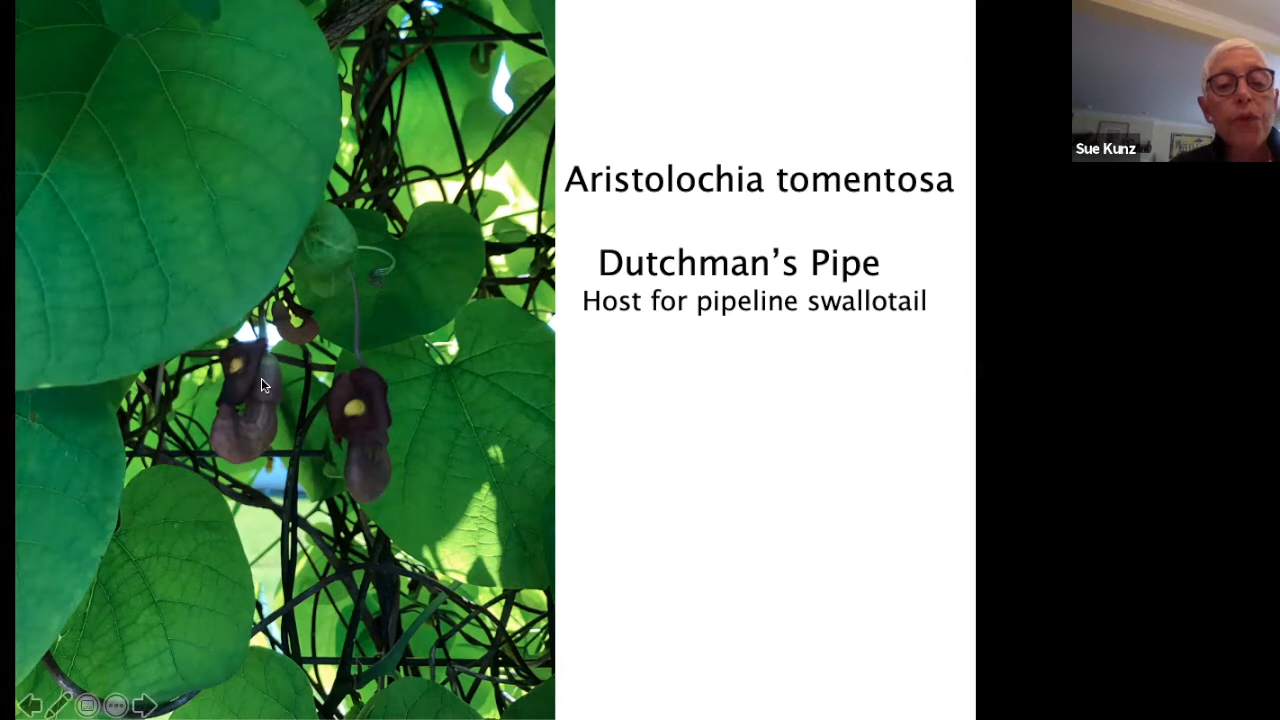 Aristolochia tomentosa
Dutchman’s Pipe
Host for pipeline swallotail
Sue Kunz